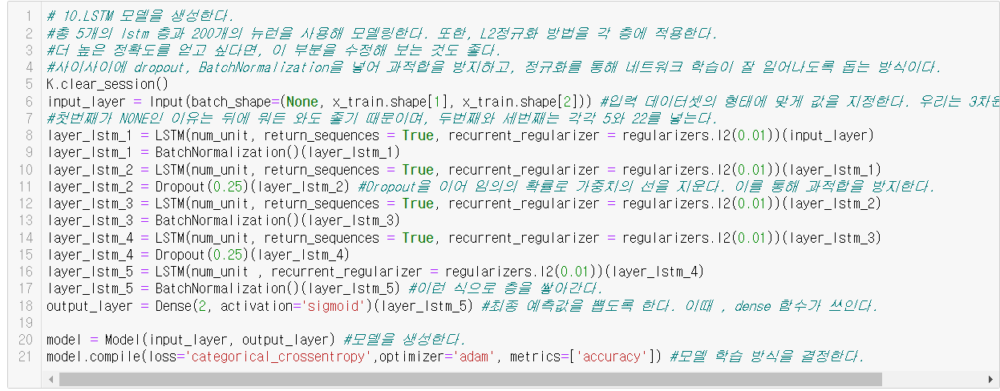 1 # 10.LSTM 모델을 생성한다.
2 #총 5개의 lstm 층과 200개의 뉴런을 사용해 모델링한다. 또한, L2정규화 방법을 각 층에 적용한다.
3 #더 높은 정확도를 얻고 싶다면, 이 부분을 수정해 보는 것도 좋다.
4 #사이사이에 dropout, BatchNormalization을 넣어 과적합을 방지하고, 정규화를 통해 네트워크 학습이 잘 일어나도록 돕는 방식이다.
5 K.clear_session()
6 input_layer = Input(batch_shape=(None, x_train.shape[1], x_train.shape[2])) #입력 데이터셋의 형태에 맞게 값을 지정한다. 우리는 3차운
7 #첫번째가 NONE인 이유는 뒤에 뭐든 와도 좋기 때문이며, 두번째와 세번째는 각각 5와 22를 넣는다.
8 layer_lstm_1 = LSTM(num_unit, return_sequences = True, recurrent_regularizer = regularizers.l2(0.01))(input_layer)
9 layer_lstm_1 = BatchNormalization()(layer_lstm_1)
10 layer_lstm_2 = LSTM(num_unit, return_sequences = True, recurrent_regularizer = regularizers.l2(0.01))(layer_lstm_1)
11 layer_lstm_2 = Dropout(0.25)(layer_lstm_2) #Dropout을 이어 임의의 확률로 가중치의 선을 지운다. 이를 통해 과적합을 방지한다.
12 layer_lstm_3 = LSTM(num_unit, return_sequences = True, recurrent_regularizer = regularizers.l2(0.01))(layer_lstm_2)
13 layer_lstm_3 = BatchNormalization()(layer_lstm_3)
14 layer_lstm_4 = LSTM(num_unit, return_sequences = True, recurrent_regularizer = regularizers.l2(0.01))(layer_lstm_3)
15 layer_lstm_4 = Dropout(0.25)(layer_lstm_4)
16 layer_lstm_5 = LSTM(num_unit , recurrent_regularizer = regularizers.l2(0.01))(layer_lstm_4)
17 layer_lstm_5 = BatchNormalization()(layer_lstm_5) #이런 식으로 층을 쌓아간다.
18 output_layer = Dense(2, activation='sigmoid')(layer_lstm_5) #최종 예측값을 뽑도록 한다. 이때 , dense 함수가 쓰인다.
19
20 model = Model(input_layer, output_layer) #모델을 생성한다.
21 model.compile(loss='categorical_crossentropy',optimizer='adam', metrics=['accuracy']) #모델 학습 방식을 결정한다.